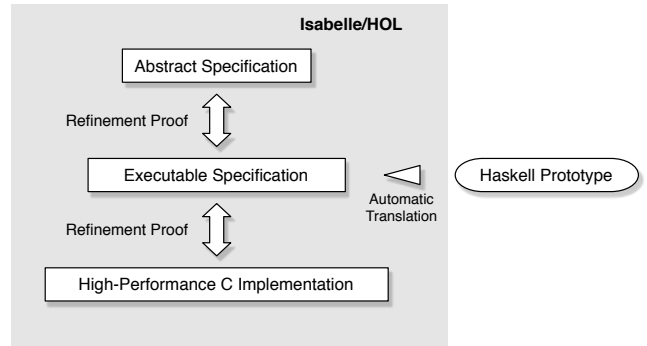 Isabelle/HOL
Abstract Specification
Refinement Proof
Executable Specification
Automatic
Translation
Haskell Prototype
Refinement Proof
High-Performance C Implementation